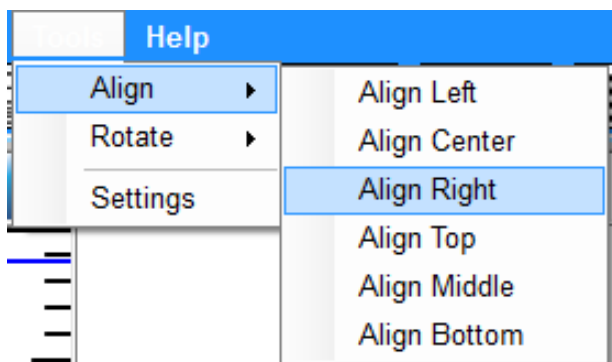 Tools Help
Align
Rotate
Settings
Align Left
Align Center
Align Right
Align Top
Align Middle
Align Bottom